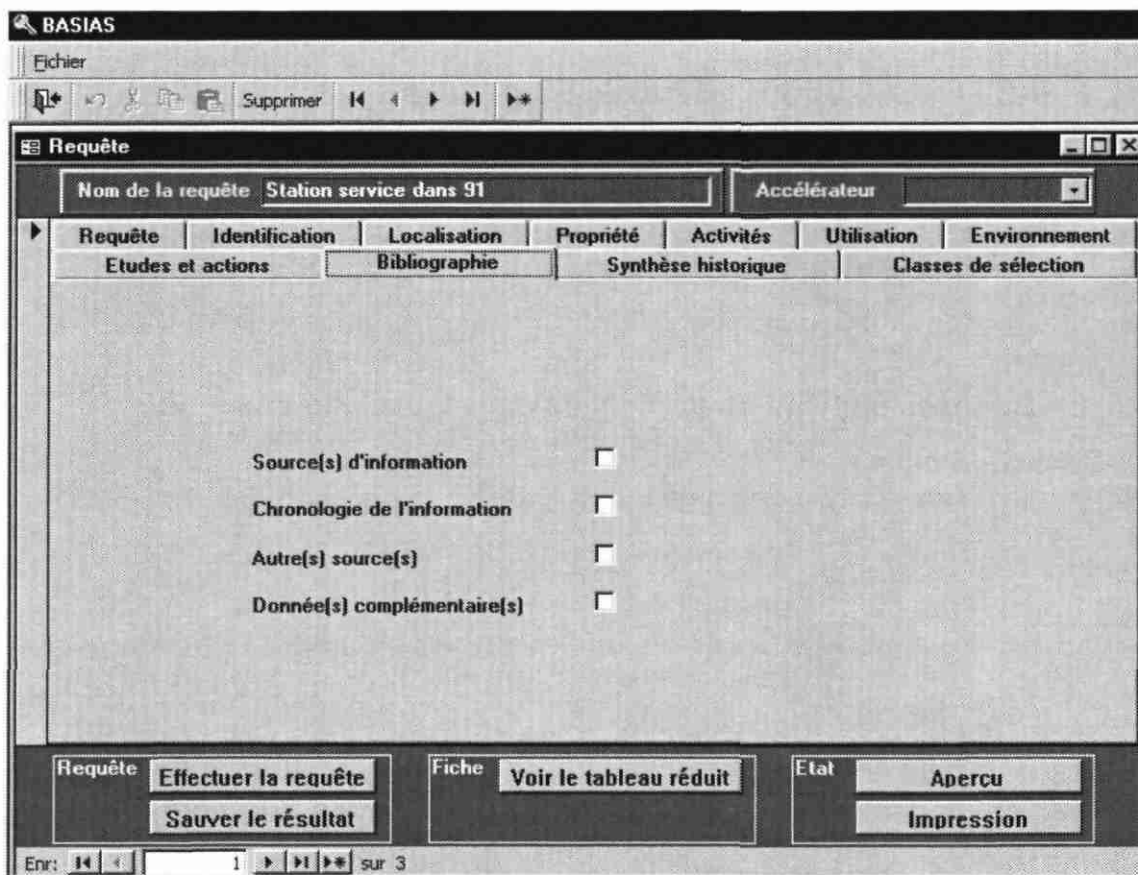 BASIAS
Fichier
Supprimer
Requête
Nom de la requête Station service dans 91 Accélérateur
Requête Identification Localisation Propriété Activités Utilisation Environnement
Etudes et actions Bibliographie Synthèse historique Classes de sélection
Source(s) d'information
Chronologie de l'information
Autre(s) source(s)
Donnée(s) complémentaire(s)
Requête Effectuer la requête Fiche Voir le tableau réduit Etat Aperçu
Sauver le résultat Impression
Enr: 1 sur 3